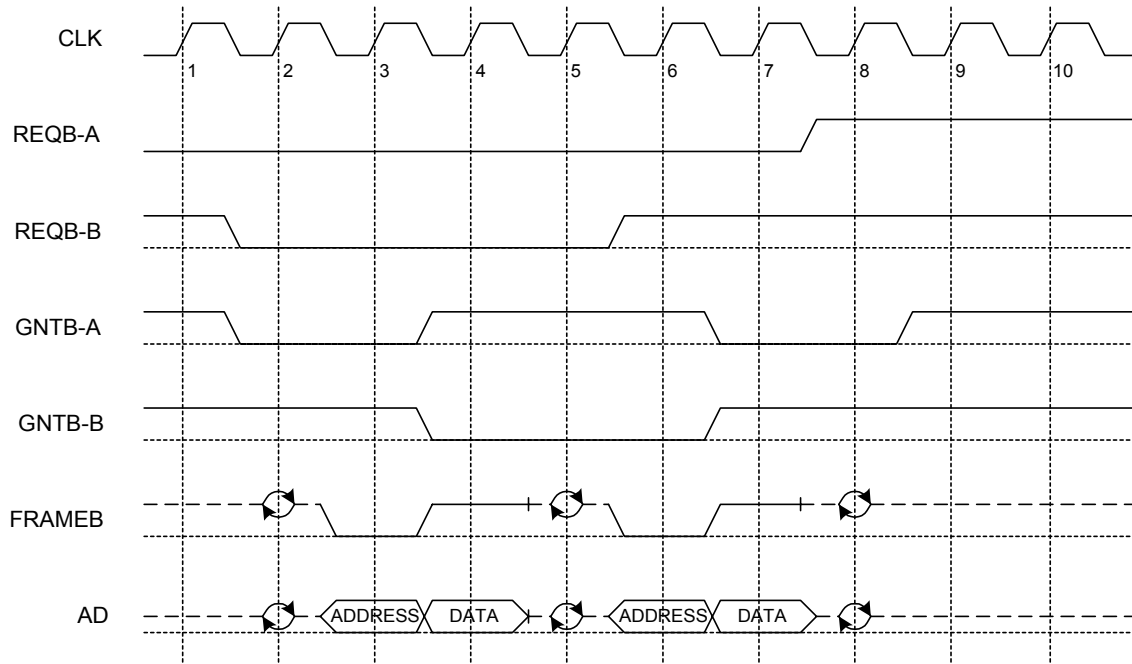 CLK
1 2 3 4 5 6 7 8 9 10
REQB-A
REQB-B
GNTB-A
GNTB-B
FRAMEB
AD ADDRESS DATA ADDRESS DATA